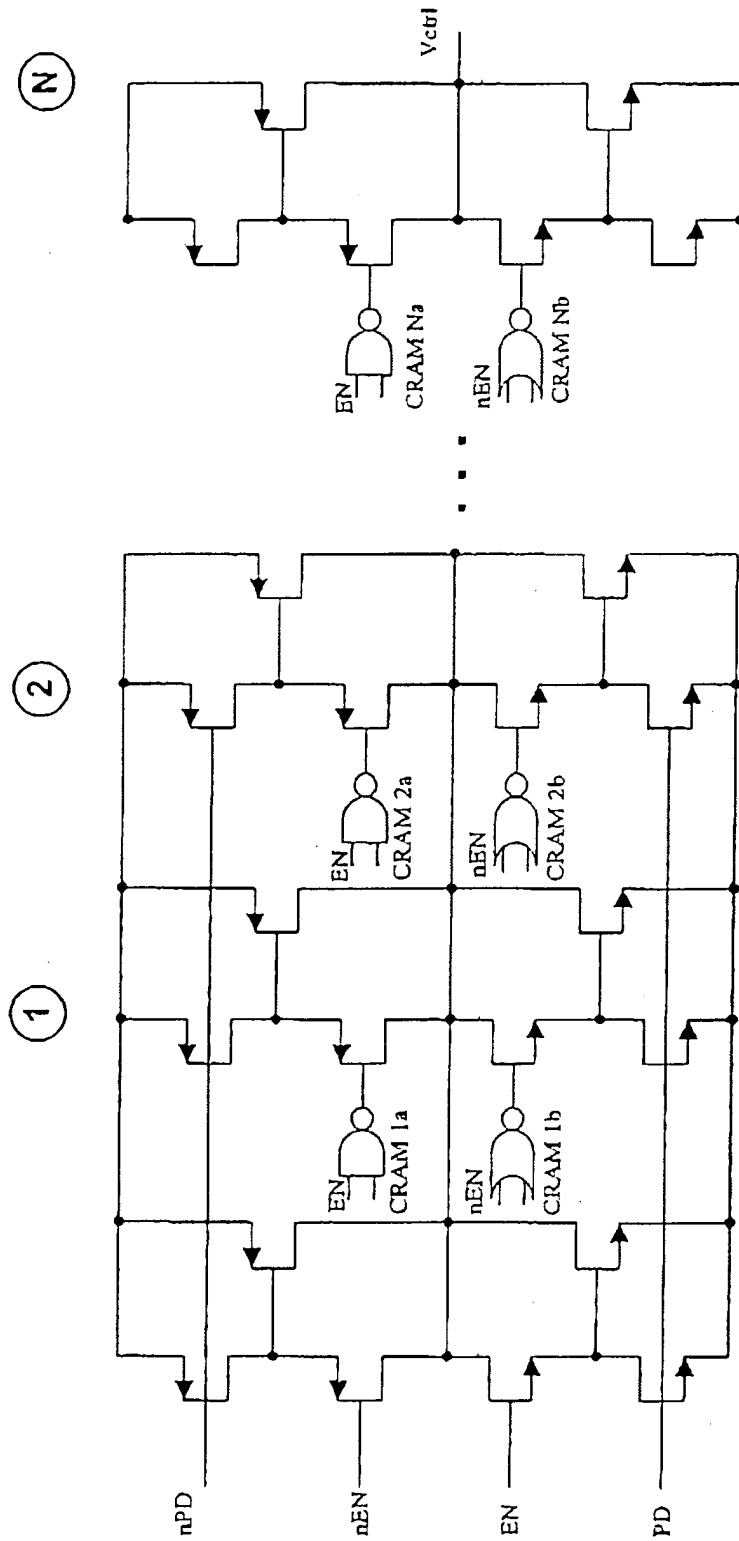 1
2
N
nPD
nEN
EN
PD
EN
CRAM 1a
nEN
CRAM 1b
EN
CRAM 2a
nEN
CRAM 2b
...
EN
CRAM Na
nEN
CRAM Nb
Vctrl